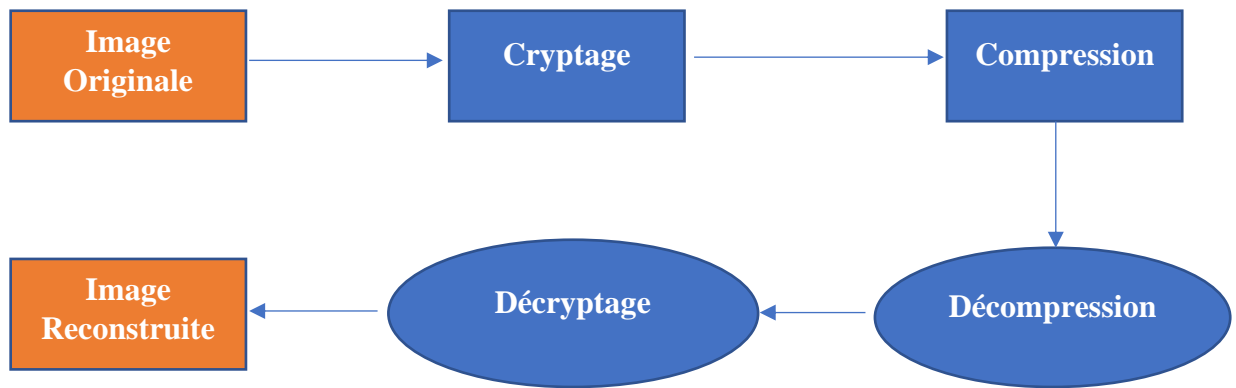 Image
Originale
Cryptage
Compression
Image
Reconstruite
Décryptage
Décompression